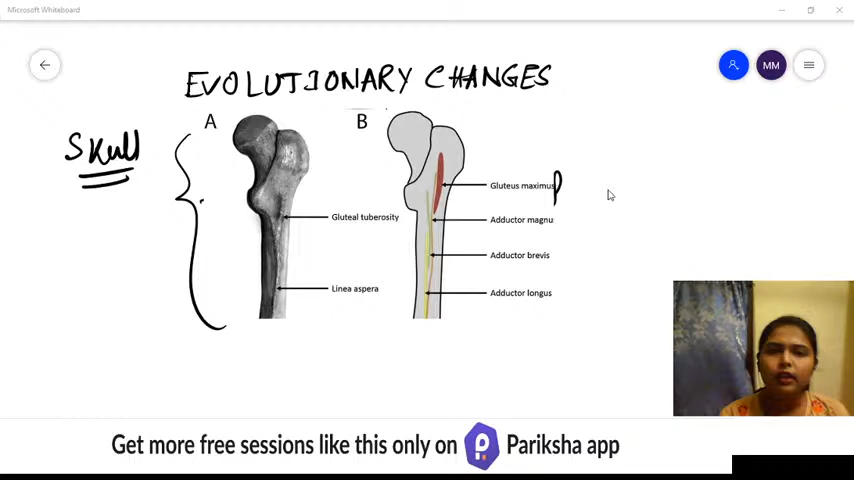 Microsoft Whiteboard
MM
EVOLUTIONARY CHANGES
A
B
Skull
Gluteus maximus
Gluteal tuberosity
Adductor magnu
Adductor brevis
Linea aspera
Adductor longus
Get more free sessions like this only on Pariksha app